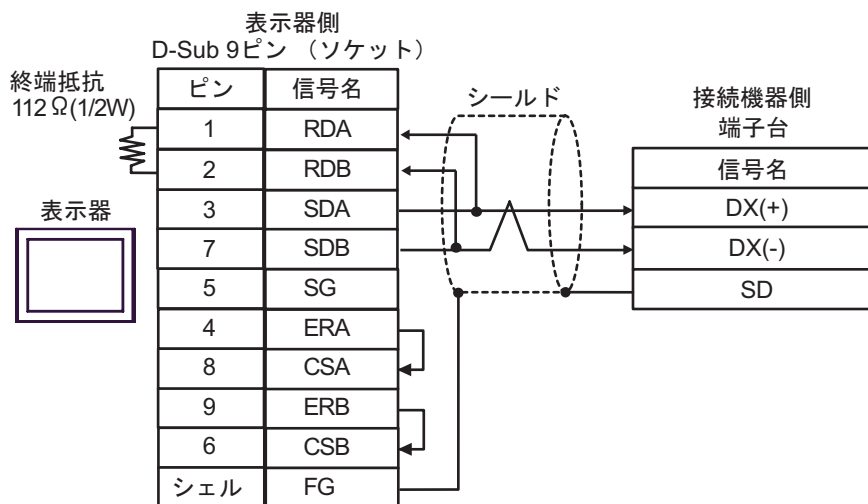 表示器側
D-Sub 9ピン （ソケット）
終端抵抗
112 Ω(1/2W)
表示器
ピン 信号名
1 RDA
2 RDB
3 SDA
7 SDB
5 SG
4 ERA
8 CSA
9 ERB
6 CSB
シェル FG
シールド
接続機器側
端子台
信号名
DX(+)
DX(-)
SD